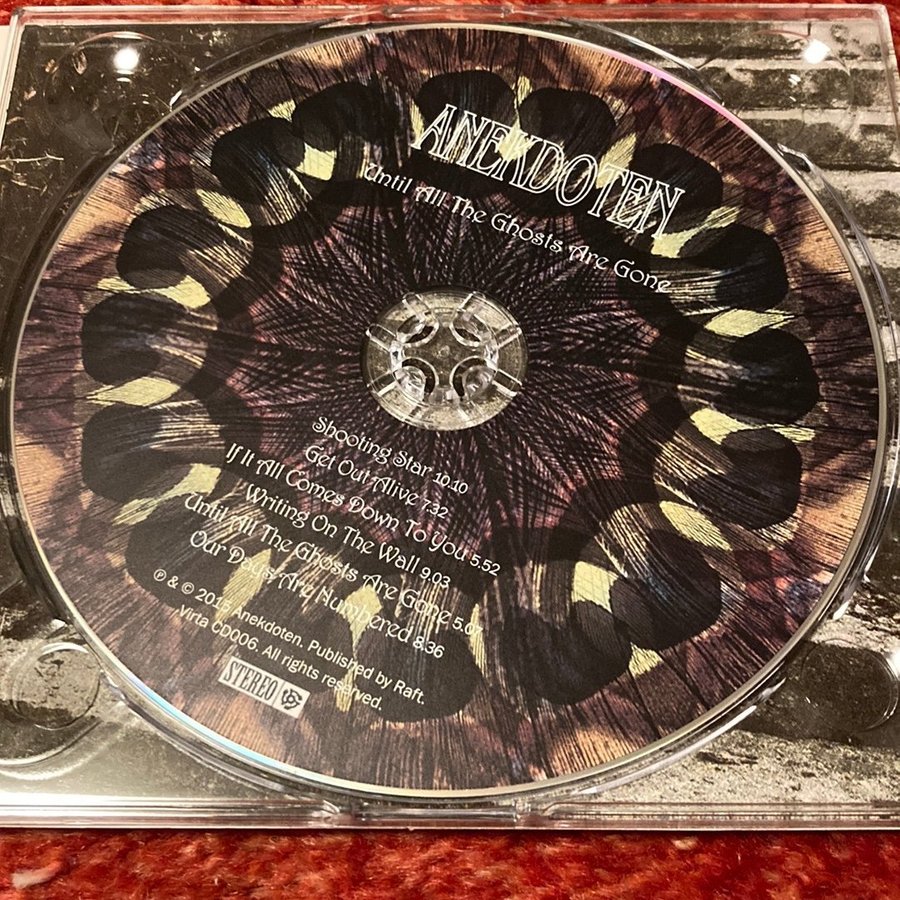 ANEKDOTEN
Until All The Ghosts Are Gone
Shooting Star 10.10
Get Out Alive 7.32
If It All Comes Down To You 5.52
Writing On The Wall 9.03
Until All The Ghosts Are Gone
Our Days Are Numbered 8.36
℗ & © 2015 Anekdoten. Published by Raft.
Virta CD006. All rights reserved.
STEREO